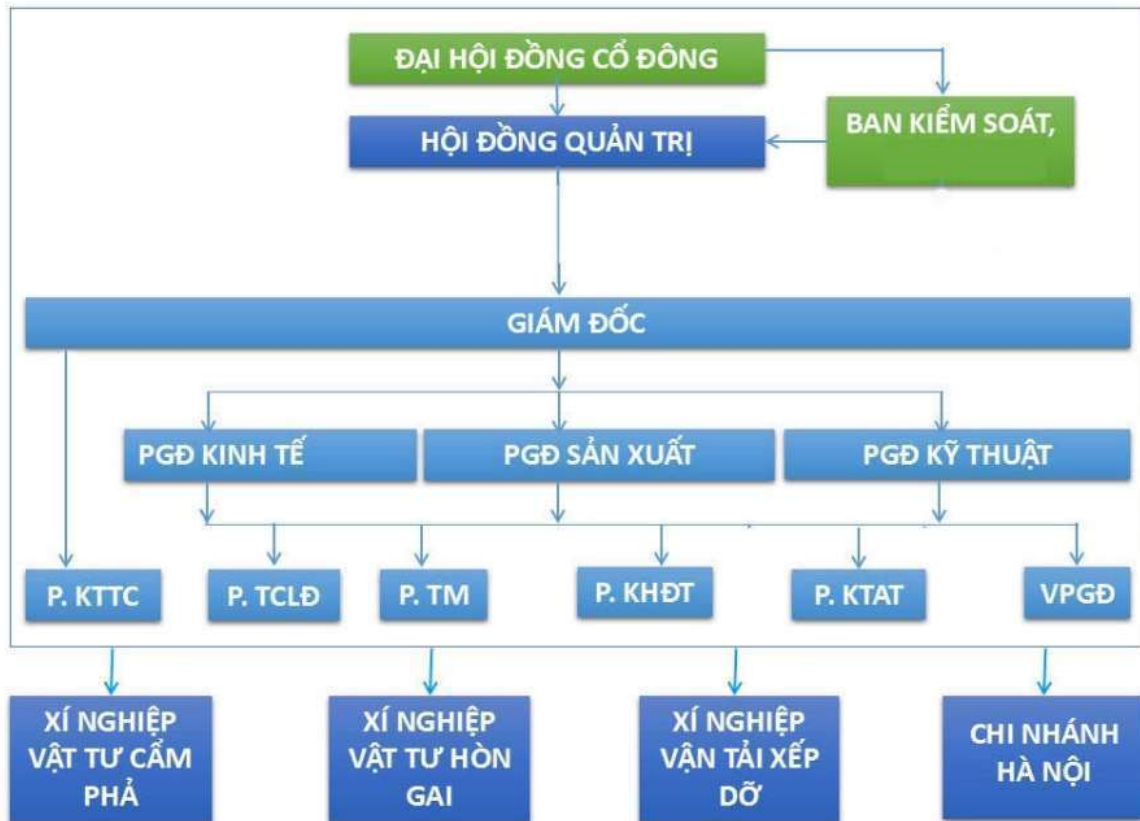 ĐẠI HỘI ĐỒNG CỔ ĐÔNG
BAN KIỂM SOÁT,
HỘI ĐỒNG QUẢN TRỊ
GIÁM ĐỐC
PGĐ KINH TẾ
PGĐ SẢN XUẤT
PGĐ KỸ THUẬT
P. KTTC
P. TCLĐ
P. TM
P. KHĐT
P. KTAT
VPGĐ
XÍ NGHIỆP
VẬT TƯ CẨM
PHẢ
XÍ NGHIỆP
VẬT TƯ HÒN
GAI
XÍ NGHIỆP
VẬN TẢI XẾP
DỠ
CHI NHÁNH
HÀ NỘI